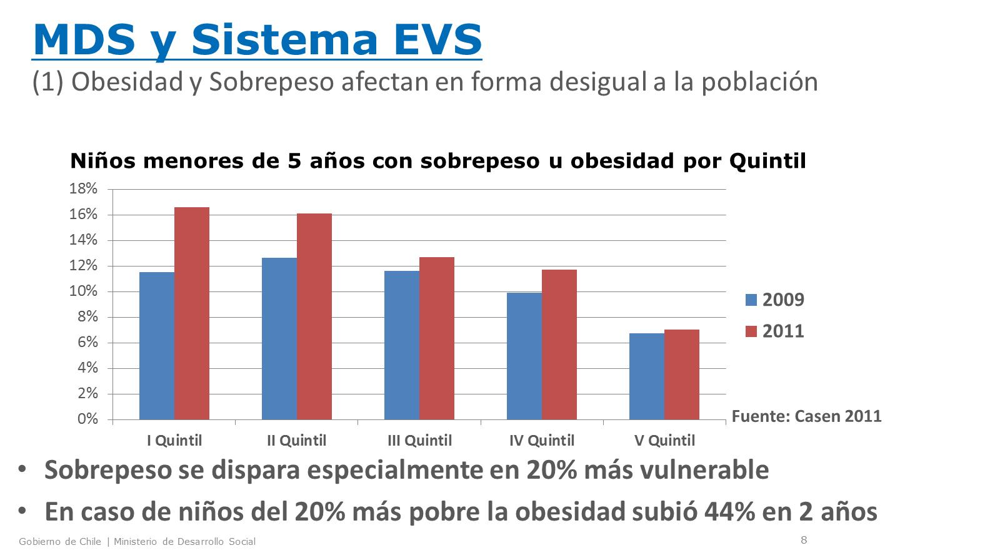 MDS y Sistema EVS
(1) Obesidad y Sobrepeso afectan en forma desigual a la población
Niños menores de 5 años con sobrepeso u obesidad por Quintil
18%
16%
14%
12%
10%
8%
6%
4%
2%
0%
I Quintil
II Quintil
III Quintil
IV Quintil
V Quintil
2009
2011
Fuente: Casen 2011
• Sobrepeso se dispara especialmente en 20% más vulnerable
• En caso de niños del 20% más pobre la obesidad subió 44% en 2 años
Gobierno de Chile | Ministerio de Desarrollo Social
8